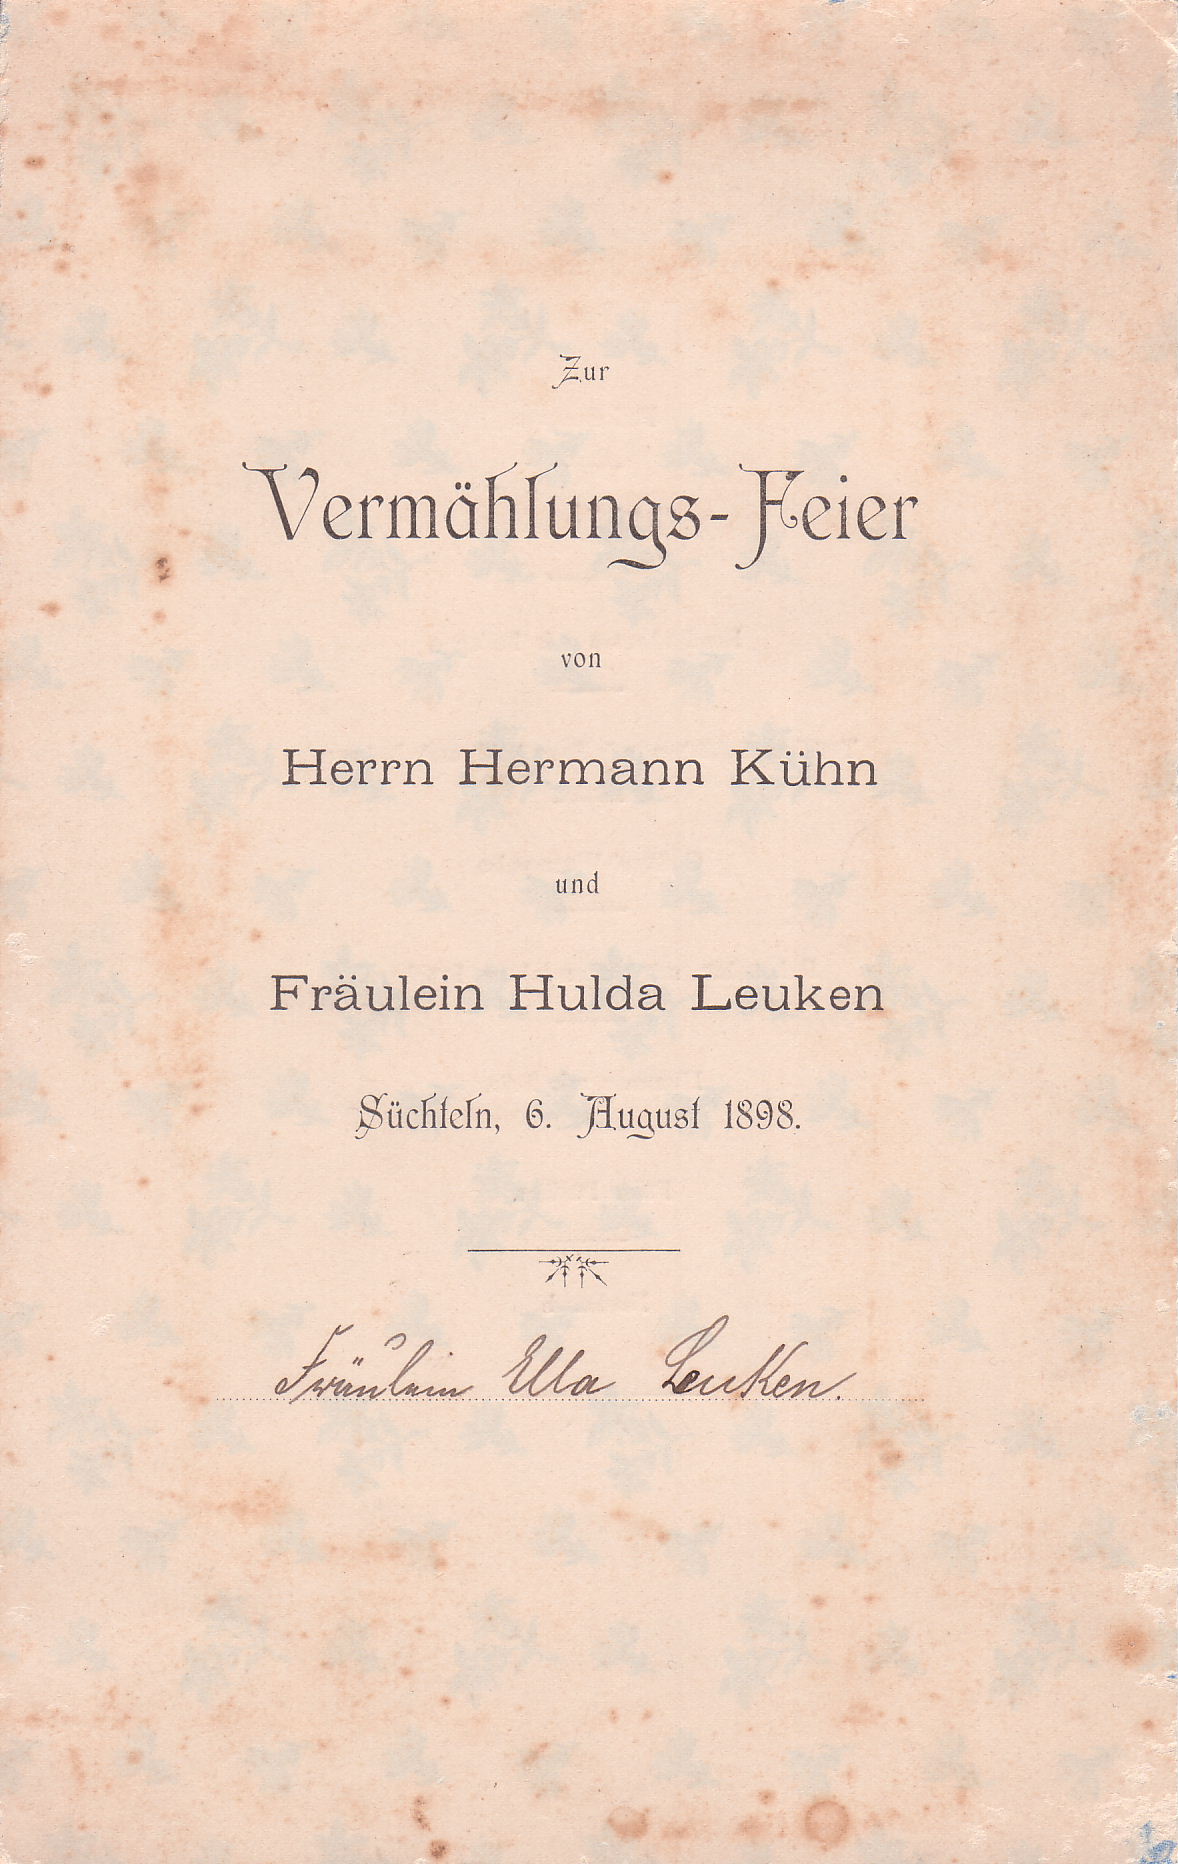 Zur
Vermählungs-Feier
von
Herrn Hermann Kühn
und
Fräulein Hulda Leuken
Süchteln, 6. August 1898.
Fräulein Ella Leuken.